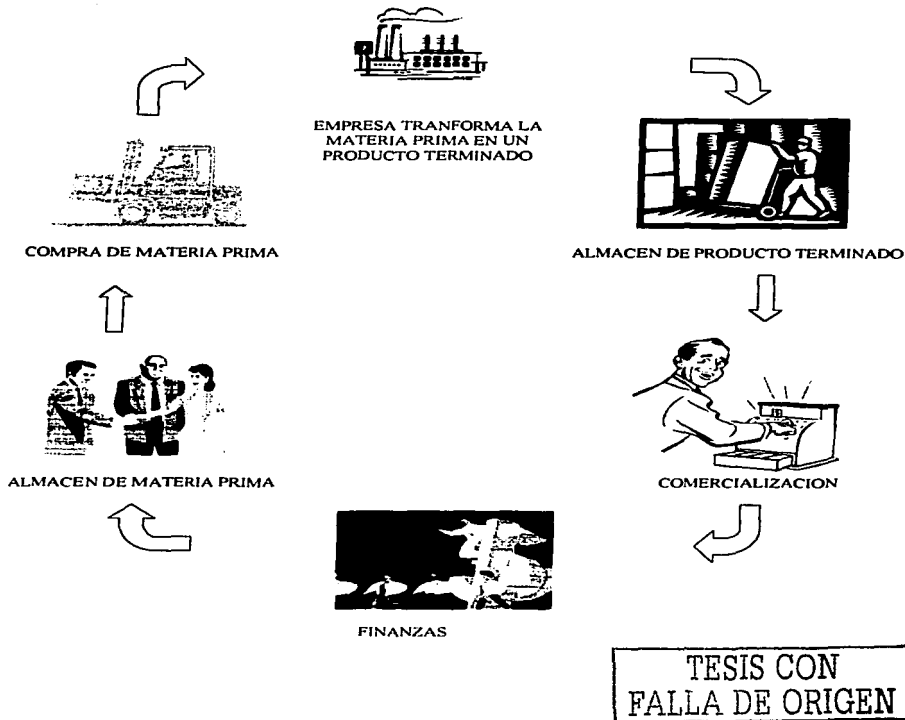 EMPRESA TRANFORMA LA
MATERIA PRIMA EN UN
PRODUCTO TERMINADO
COMPRA DE MATERIA PRIMA
ALMACEN DE PRODUCTO TERMINADO
ALMACEN DE MATERIA PRIMA
COMERCIALIZACION
FINANZAS
TESIS CON
FALLA DE ORIGEN